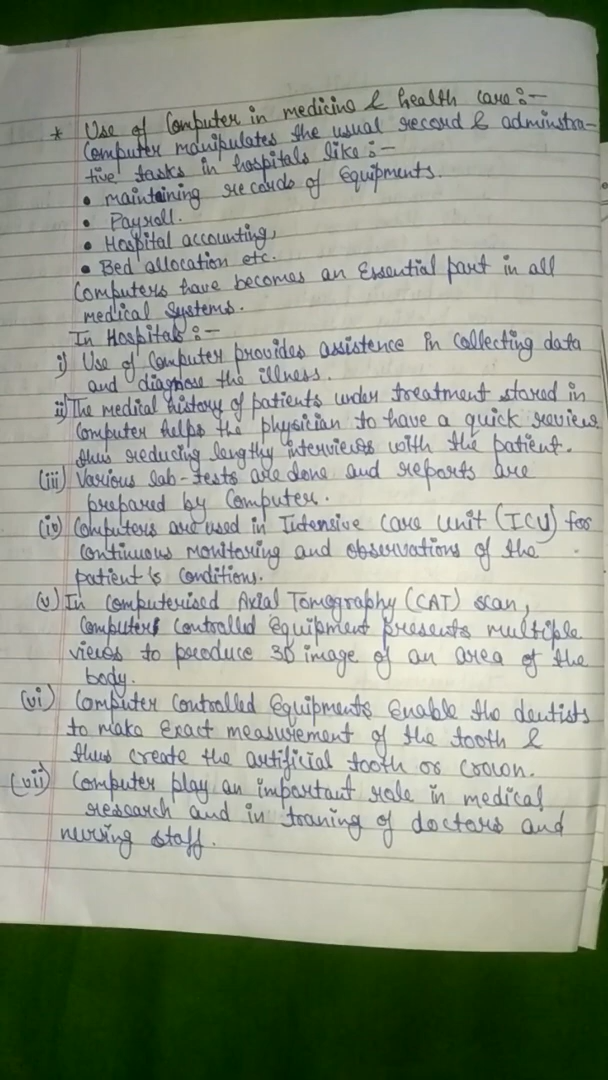 * Use of Computer in medicine & health care :-
Computer manipulates the usual record & adminstra-
tive tasks in hospitals like :-
• maintaining records of Equipments.
• Payroll.
• Hospital accounting,
• Bed allocation etc.
Computers have becomes an Essential part in all
medical Systems.
In Hospitals :-
i) Use of Computer provides assistence in Collecting data
and diagnose the illness.
ii) The medical history of patients under treatment stored in
Computer helps the physician to have a quick review
thus reducing lengthy interviews with the patient.
(iii) Various lab-tests are done and reports are
prepared by Computer.
(iv) Computers are used in Intensive Care Unit (ICU) for
Continuous Monitoring and observations of the
patient's Conditions.
(v) In Computerised Axial Tomography (CAT) scan,
Computers Controlled Equipment presents multiple
views to produce 3D image of an area of the
body.
(vi) Computer Controlled Equipments Enable the dentists
to make Exact measurement of the tooth &
thus create the artificial tooth or Crown.
(vii) Computer play an important role in medical
research and in traning of doctors and
nursing staff.